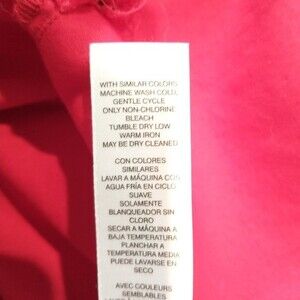 WITH SIMILAR COLORS
MACHINE WASH COLD,
GENTLE CYCLE
ONLY NON-CHLORINE
BLEACH
TUMBLE DRY LOW
WARM IRON
MAY BE DRY CLEANED
CON COLORES
SIMILARES
LAVAR A MÁQUINA CON
AGUA FRÍA EN CICLO
SUAVE
SOLAMENTE
BLANQUEADOR SIN
CLORO
SECAR A MÁQUINA A
BAJA TEMPERATURA
PLANCHAR A
TEMPERATURA MEDIA
PUEDE LAVARSE EN
SECO
AVEC COULEURS
SEMBLABLES